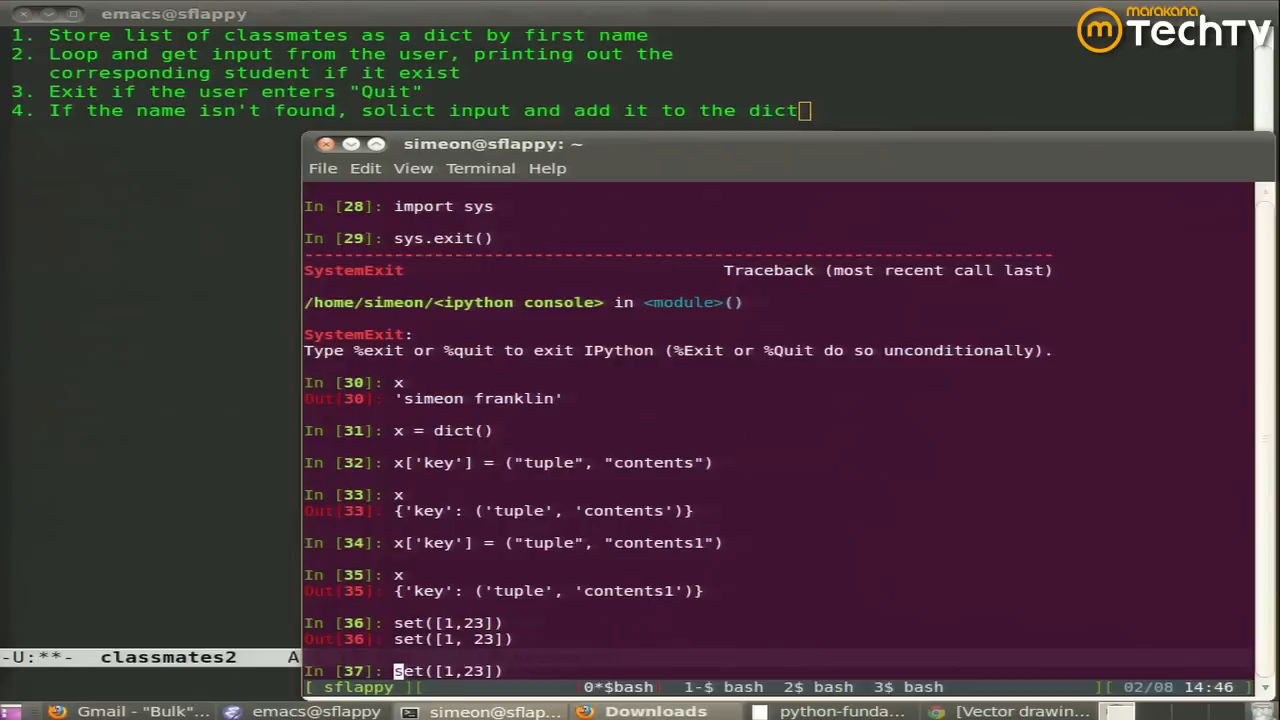 emacs@sflappy
marakana
TechTV
1. Store list of classmates as a dict by first name
2. Loop and get input from the user, printing out the
corresponding student if it exist
3. Exit if the user enters "Quit"
4. If the name isn't found, solict input and add it to the dict
simeon@sflappy: ~
File Edit View Terminal Help
In [28]: import sys
In [29]: sys.exit()
---------------------------------------------------------------------------
SystemExit Traceback (most recent call last)
/home/simeon/<ipython console> in <module>()
SystemExit:
Type %exit or %quit to exit IPython (%Exit or %Quit do so unconditionally).
In [30]: x
Out[30]: 'simeon franklin'
In [31]: x = dict()
In [32]: x['key'] = ("tuple", "contents")
In [33]: x
Out[33]: {'key': ('tuple', 'contents')}
In [34]: x['key'] = ("tuple", "contents1")
In [35]: x
Out[35]: {'key': ('tuple', 'contents1')}
In [36]: set([1,23])
Out[36]: set([1, 23])
In [37]: set([1,23])
-U:**- classmates2 A
[ sflappy ][ 0*$bash 1-$ bash 2$ bash 3$ bash ][ 02/08 14:46
Gmail - "Bulk"... emacs@sflappy simeon@sflap... Downloads python-funda... [Vector drawin...